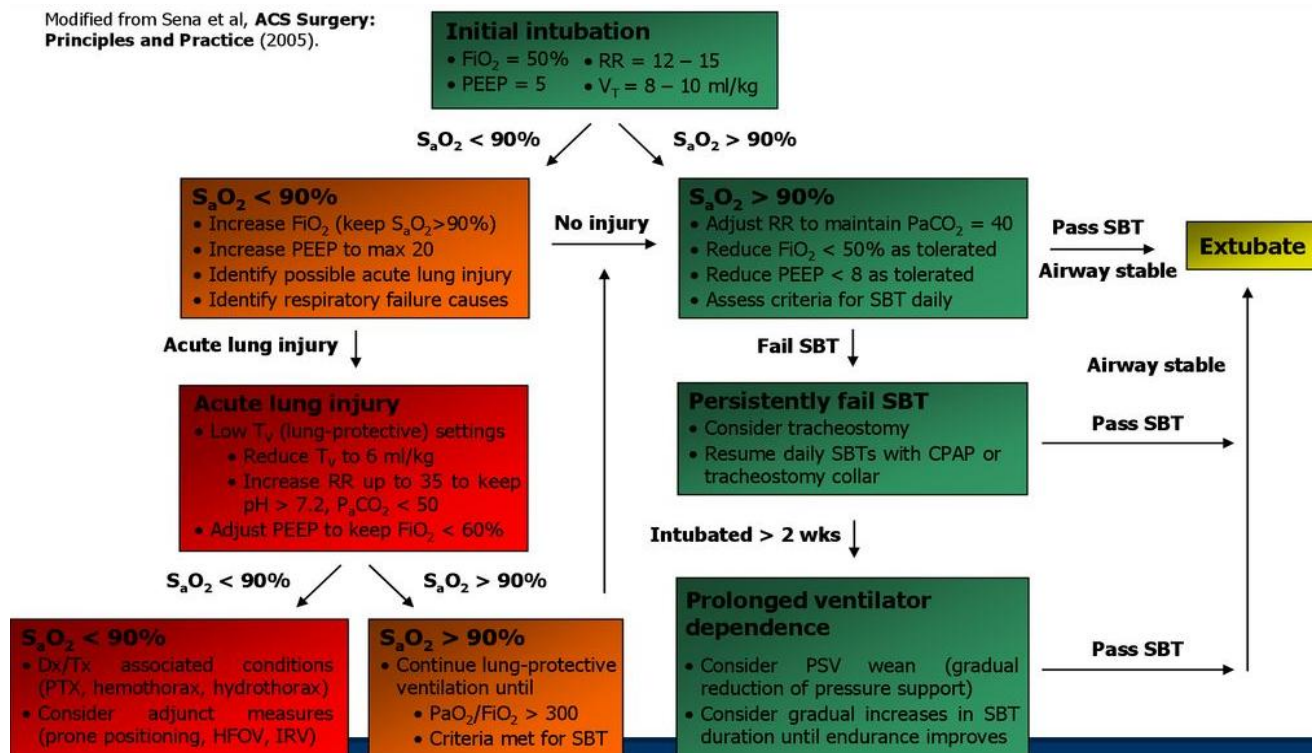 Modified from Sena et al, ACS Surgery:
Principles and Practice (2005).
Initial intubation
• FiO₂ = 50% • RR = 12 – 15
• PEEP = 5 • V_T = 8 – 10 ml/kg
SₐO₂ < 90%
SₐO₂ > 90%
SₐO₂ < 90%
• Increase FiO₂ (keep SₐO₂>90%)
• Increase PEEP to max 20
• Identify possible acute lung injury
• Identify respiratory failure causes
No injury
SₐO₂ > 90%
• Adjust RR to maintain PaCO₂ = 40
• Reduce FiO₂ < 50% as tolerated
• Reduce PEEP < 8 as tolerated
• Assess criteria for SBT daily
Pass SBT
Airway stable
Extubate
Acute lung injury
Fail SBT
Airway stable
Acute lung injury
• Low Tᵥ (lung-protective) settings
• Reduce Tᵥ to 6 ml/kg
• Increase RR up to 35 to keep
pH > 7.2, PₐCO₂ < 50
• Adjust PEEP to keep FiO₂ < 60%
Persistently fail SBT
• Consider tracheostomy
• Resume daily SBTs with CPAP or
tracheostomy collar
Pass SBT
SₐO₂ < 90%
SₐO₂ > 90%
Intubated > 2 wks
SₐO₂ < 90%
• Dx/Tx associated conditions
(PTX, hemothorax, hydrothorax)
• Consider adjunct measures
(prone positioning, HFOV, IRV)
SₐO₂ > 90%
• Continue lung-protective
ventilation until
• PaO₂/FiO₂ > 300
• Criteria met for SBT
Prolonged ventilator
dependence
• Consider PSV wean (gradual
reduction of pressure support)
• Consider gradual increases in SBT
duration until endurance improves
Pass SBT